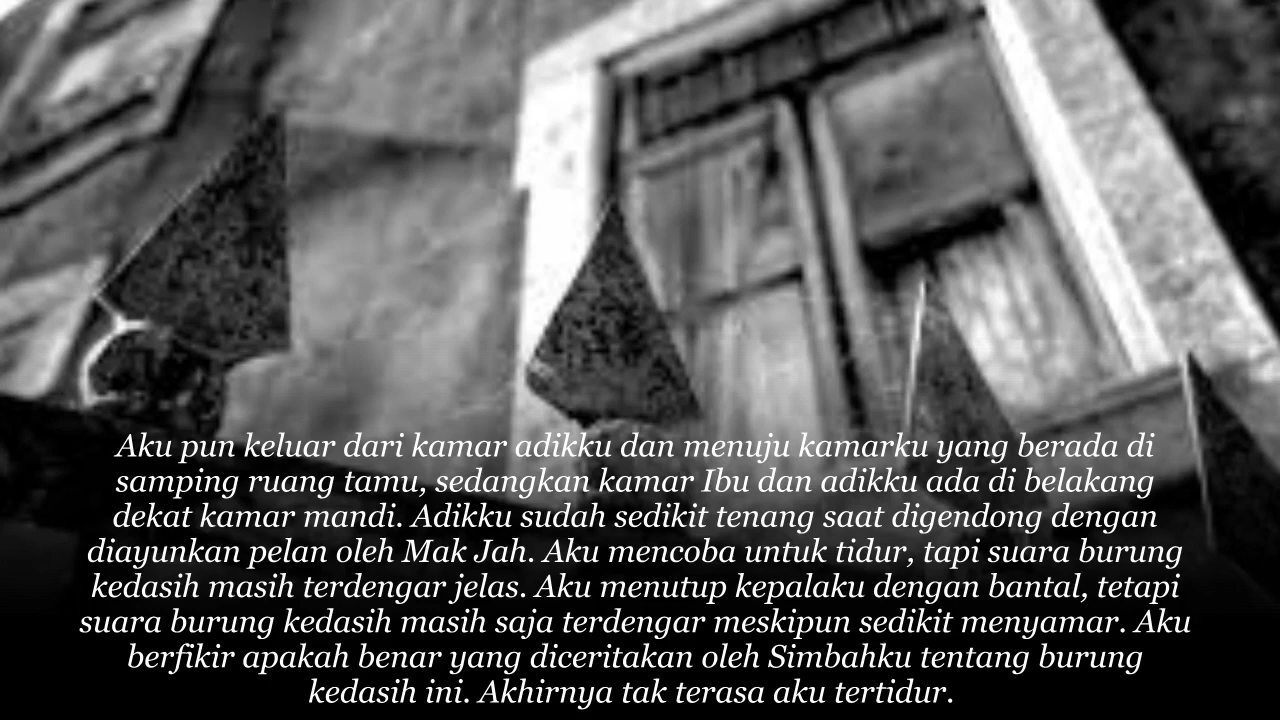 Aku pun keluar dari kamar adikku dan menuju kamarku yang berada di
samping ruang tamu, sedangkan kamar Ibu dan adikku ada di belakang
dekat kamar mandi. Adikku sudah sedikit tenang saat digendong dengan
diayunkan pelan oleh Mak Jah. Aku mencoba untuk tidur, tapi suara burung
kedasih masih terdengar jelas. Aku menutup kepalaku dengan bantal, tetapi
suara burung kedasih masih saja terdengar meskipun sedikit menyamar. Aku
berfikir apakah benar yang diceritakan oleh Simbahku tentang burung
kedasih ini. Akhirnya tak terasa aku tertidur.